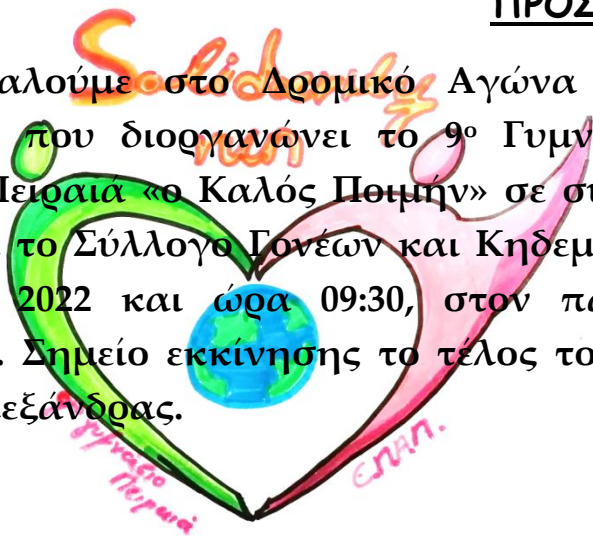 ΠΡΟΣ
Solidarity
αλούμε στο Δρομικό Αγώνα
run
που διοργανώνει το 9ο Γυμν
Πειραιά «ο Καλός Ποιμήν» σε συ
το Σύλλογο Γονέων και Κηδεμ
2022 και ώρα 09:30, στον πα
. Σημείο εκκίνησης το τέλος το
εξάνδρας.
γυμνάσιο
Πειραιά
Ε.Π.Α.Π.